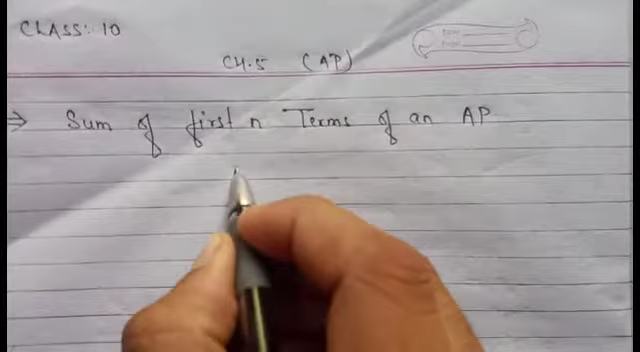 CLASS: 10
CH.5 (AP)
→ Sum of first n Terms of an AP